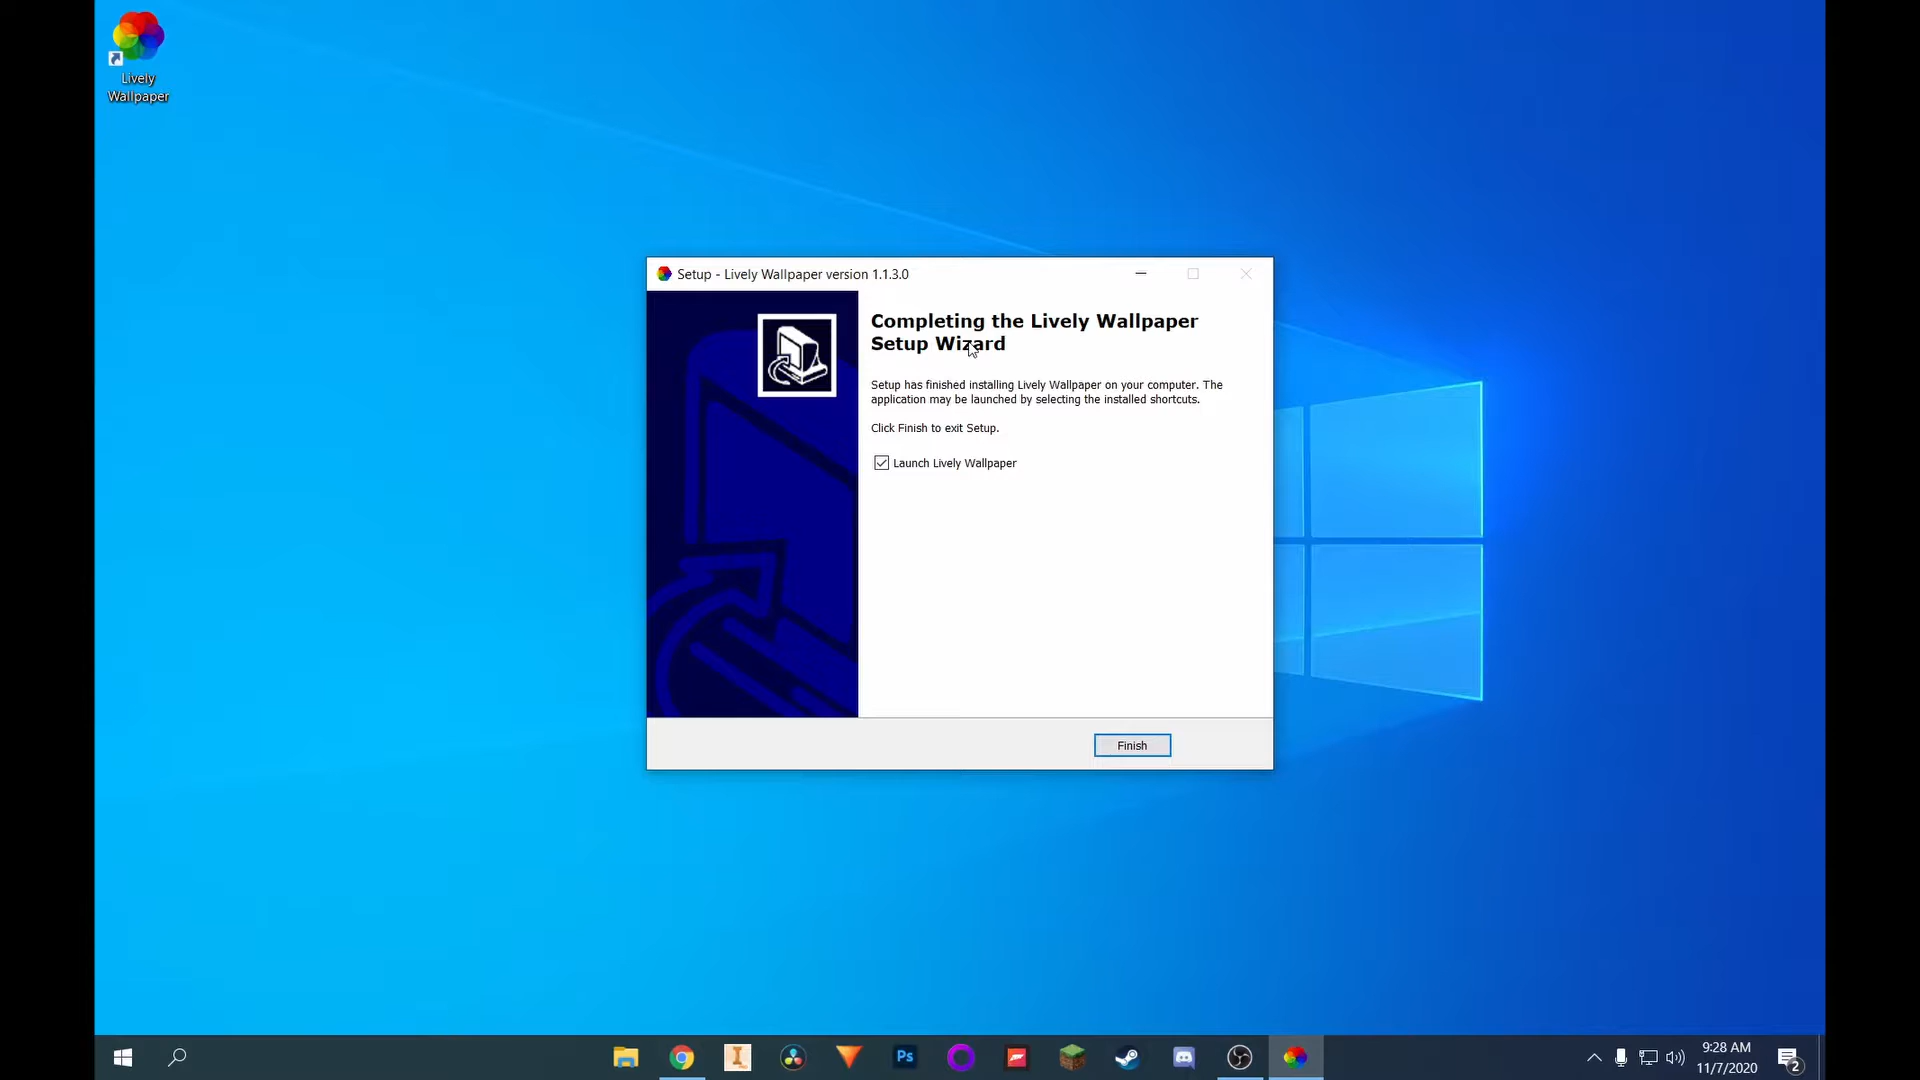 Lively
Wallpaper
Setup - Lively Wallpaper version 1.1.3.0
Completing the Lively Wallpaper
Setup Wizard
Setup has finished installing Lively Wallpaper on your computer. The
application may be launched by selecting the installed shortcuts.
Click Finish to exit Setup.
Launch Lively Wallpaper
Finish
I
Ps
9:28 AM
11/7/2020
2